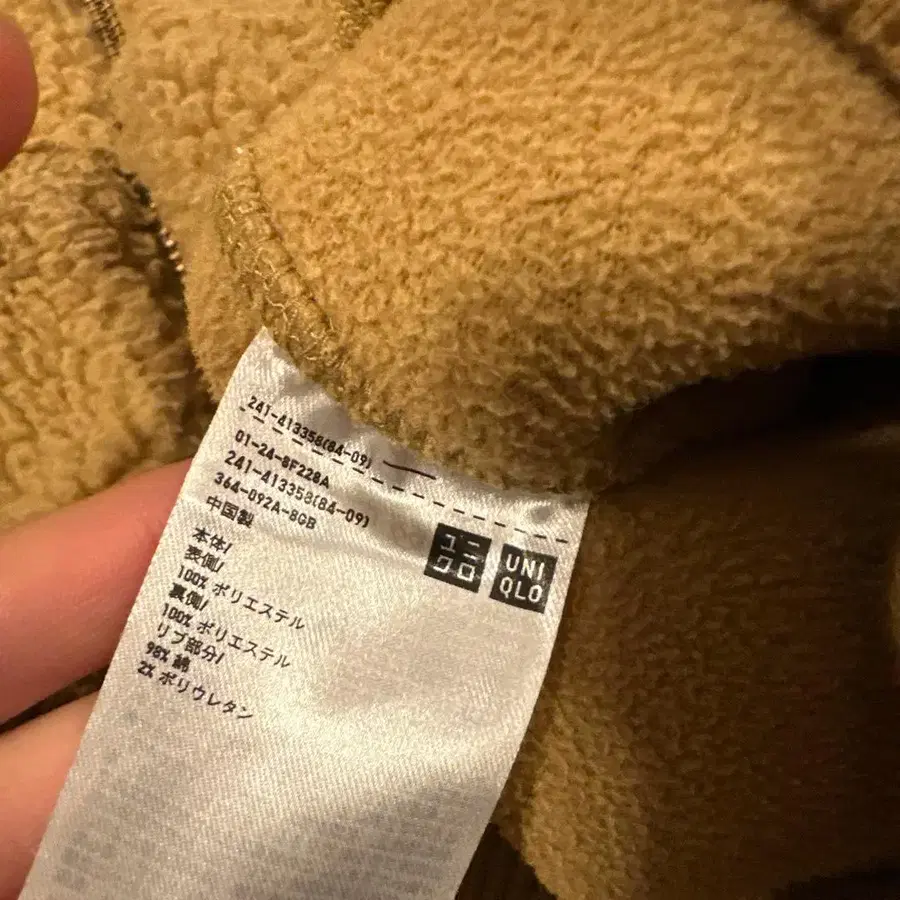 241-413358(84-09)
01-24-8F228A
241-413358(84-09)
364-092A-8GB
中国製
本体/
表側/
100% ポリエステル
裏側/
100% ポリエステル
リブ部分/
98% 綿
2% ポリウレタン
ユニ
クロ
UNI
QLO